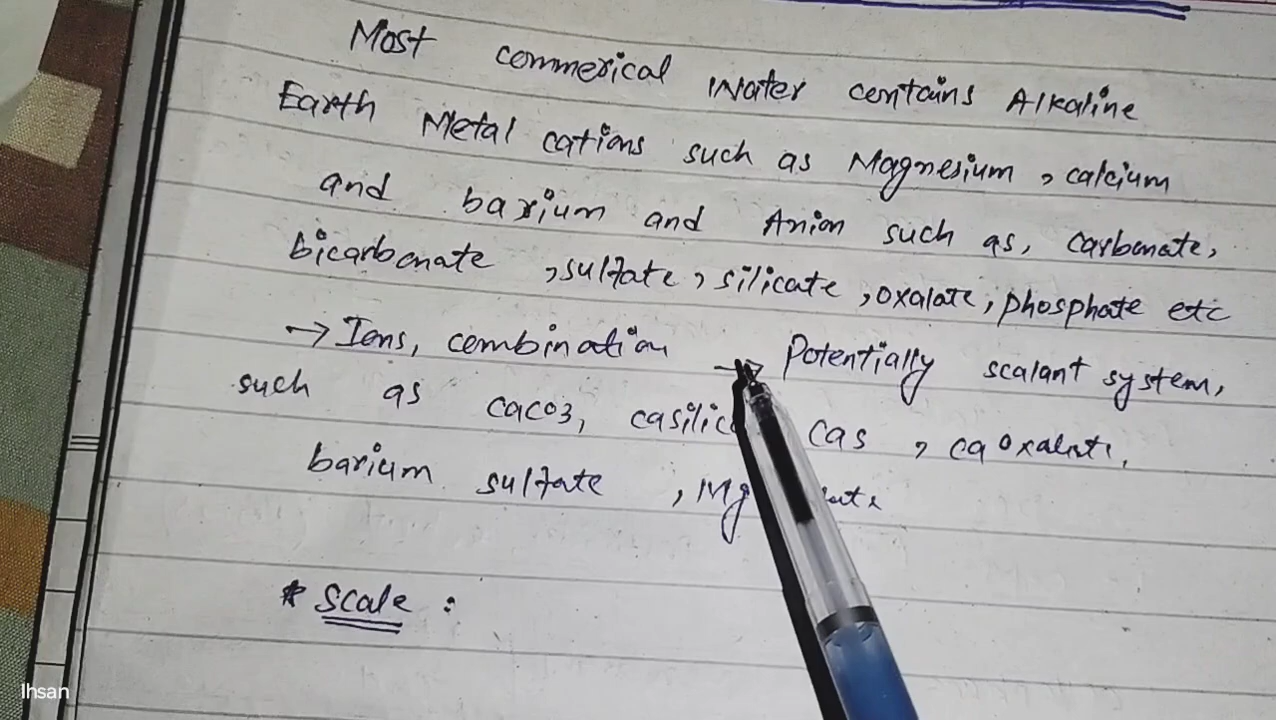 Most commerical Water contains Alkaline
Earth Metal cations such as Magnesium, calcium
and barium and Anion such as, carbonate,
bicarbonate, sulfate, silicate, oxalate, phosphate etc
→ Ions, combination → Potentially scalant system,
such as caco3, cas , ca oxalate,
barium sulfate , Mg
* Scale :
Ihsan